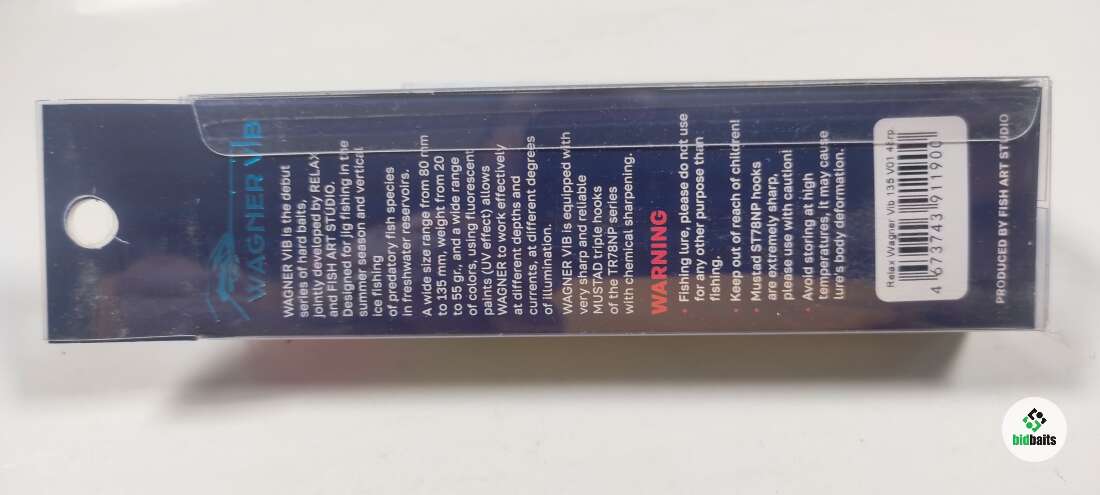 WAGNER VIB
WAGNER VIB is the debut
series of hard baits,
jointly developed by RELAX
and FISH ART STUDIO.
Designed for jig fishing in the
summer season and vertical
ice fishing
of predatory fish species
in freshwater reservoirs.
A wide size range from 80 mm
to 135 mm, weight from 20
to 55 gr., and a wide range
of colors, using fluorescent
paints (UV effect) allows
WAGNER to work effectively
at different depths and
currents, at different degrees
of illumination.
WAGNER VIB is equipped with
very sharp and reliable
MUSTAD triple hooks
of the TR78NP series
with chemical sharpening.
WARNING
• Fishing lure, please do not use
for any other purpose than
fishing.
• Keep out of reach of children!
• Mustad ST78NP hooks
are extremely sharp,
please use with caution!
• Avoid storing at high
temperatures, it may cause
lure's body deformation.
Relax Wagner Vib 135 V01
4 673743 911900
PRODUCED BY FISH ART STUDIO
bidbaits